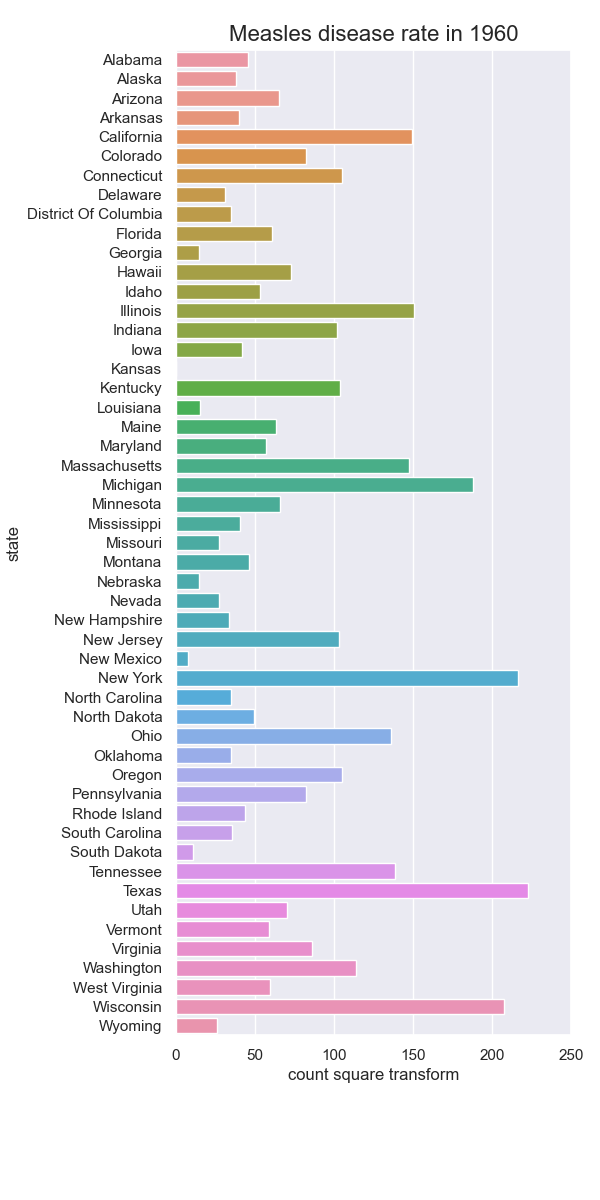 Measles disease rate in 1960
Alabama
Alaska
Arizona
Arkansas
California
Colorado
Connecticut
Delaware
District Of Columbia
Florida
Georgia
Hawaii
Idaho
Illinois
Indiana
Iowa
Kansas
Kentucky
Louisiana
Maine
Maryland
Massachusetts
Michigan
Minnesota
Mississippi
Missouri
Montana
Nebraska
Nevada
New Hampshire
New Jersey
New Mexico
New York
North Carolina
North Dakota
Ohio
Oklahoma
Oregon
Pennsylvania
Rhode Island
South Carolina
South Dakota
Tennessee
Texas
Utah
Vermont
Virginia
Washington
West Virginia
Wisconsin
Wyoming
state
0 50 100 150 200 250
count square transform